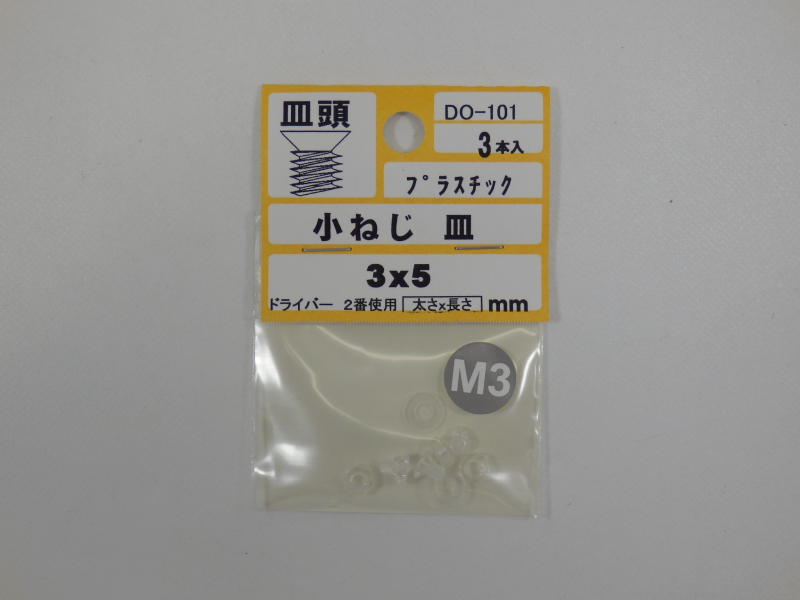 皿頭
DO-101
3本入
プラスチック
小ねじ 皿
3x5
ドライバー 2番使用 太さx長さ mm
M3